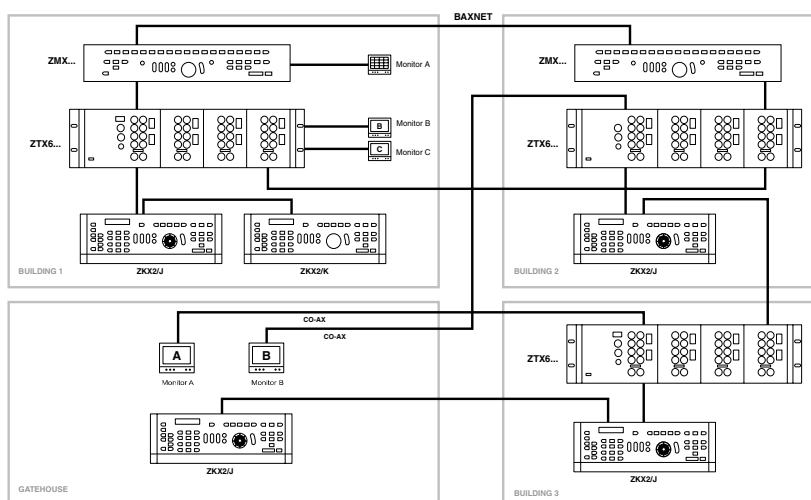 BAXNET
ZMX...
Monitor A
ZMX...
B
Monitor B
C
Monitor C
ZTX6...
ZTX6...
BUILDING 1
ZKX2/J
ZKX2/K
BUILDING 2
ZKX2/J
CO-AX
CO-AX
A
B
Monitor A
Monitor B
ZTX6...
ZKX2/J
ZKX2/J
GATEHOUSE
BUILDING 3